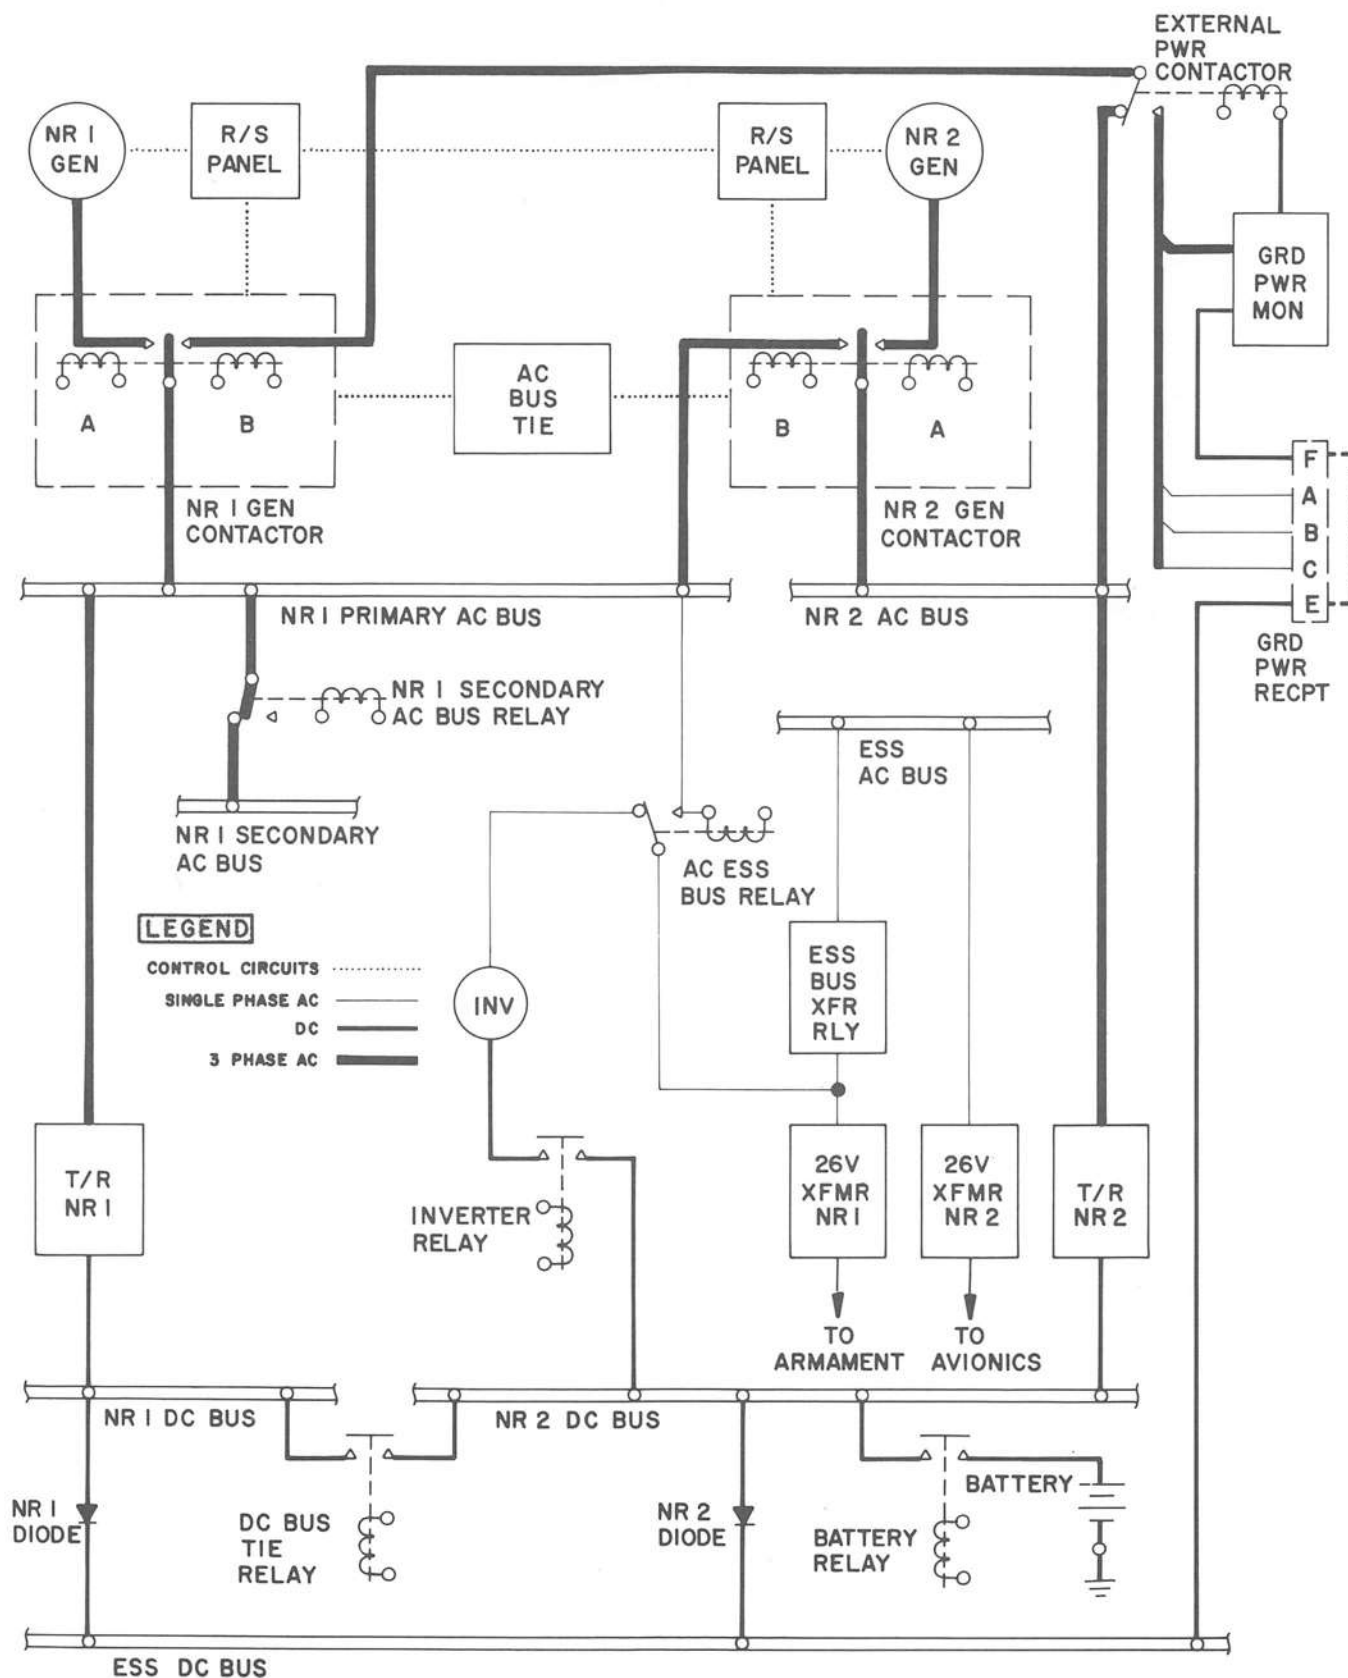 EXTERNAL
PWR
CONTACTOR
NR 1
GEN
R/S
PANEL
R/S
PANEL
NR 2
GEN
GRD
PWR
MON
A
B
AC
BUS
TIE
B
A
NR 1 GEN
CONTACTOR
NR 2 GEN
CONTACTOR
F
A
B
C
E
GRD
PWR
RECPT
NR 1 PRIMARY AC BUS
NR 2 AC BUS
NR 1 SECONDARY
AC BUS RELAY
ESS
AC BUS
NR 1 SECONDARY
AC BUS
AC ESS
BUS RELAY
LEGEND
CONTROL CIRCUITS
SINGLE PHASE AC
DC
3 PHASE AC
INV
ESS
BUS
XFR
RLY
T/R
NR 1
INVERTER
RELAY
26V
XFMR
NR 1
26V
XFMR
NR 2
T/R
NR 2
TO
ARMAMENT
TO
AVIONICS
NR 1 DC BUS
NR 2 DC BUS
NR 1
DIODE
DC BUS
TIE
RELAY
NR 2
DIODE
BATTERY
RELAY
BATTERY
ESS DC BUS